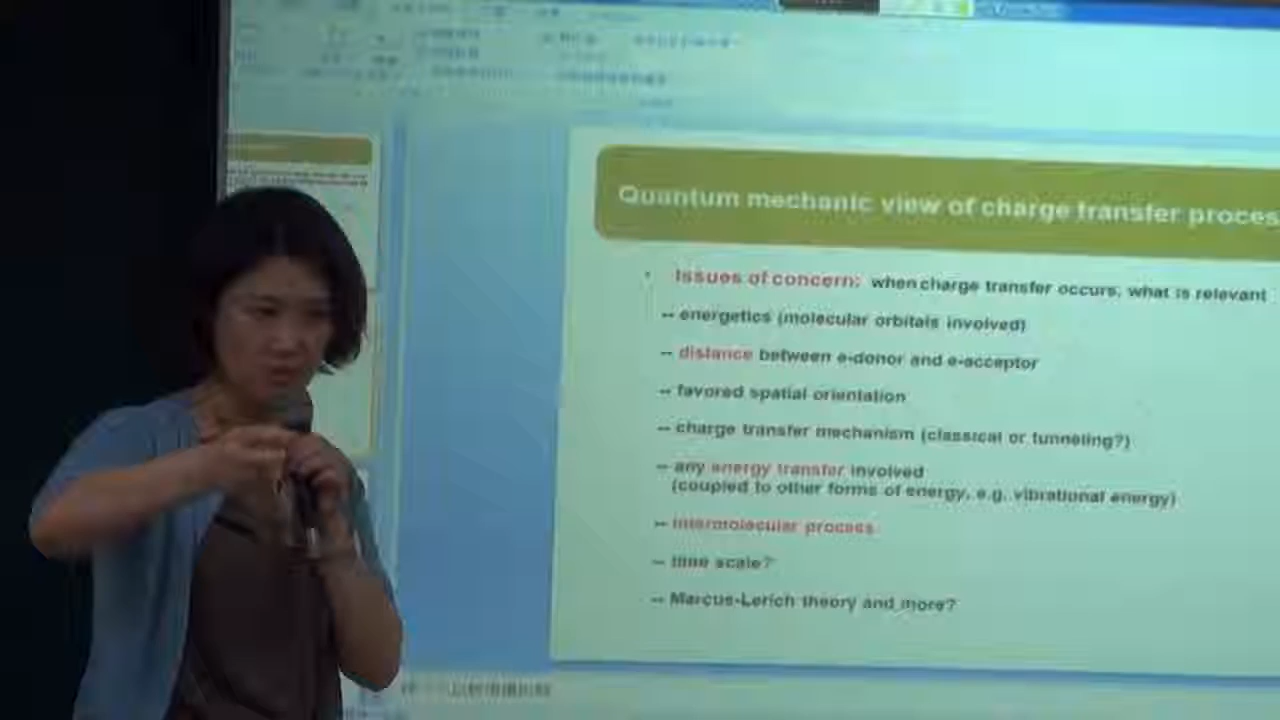 Quantum mechanic view of charge transfer proces
· Issues of concern: when charge transfer occurs, what is relevant
-- energetics (molecular orbitals involved)
-- distance between e-donor and e-acceptor
-- favored spatial orientation
-- charge transfer mechanism (classical or tunneling?)
-- any energy transfer involved
(coupled to other forms of energy, e.g. vibrational energy)
-- intermolecular process
-- time scale?
-- Marcus-Lerich theory and more?